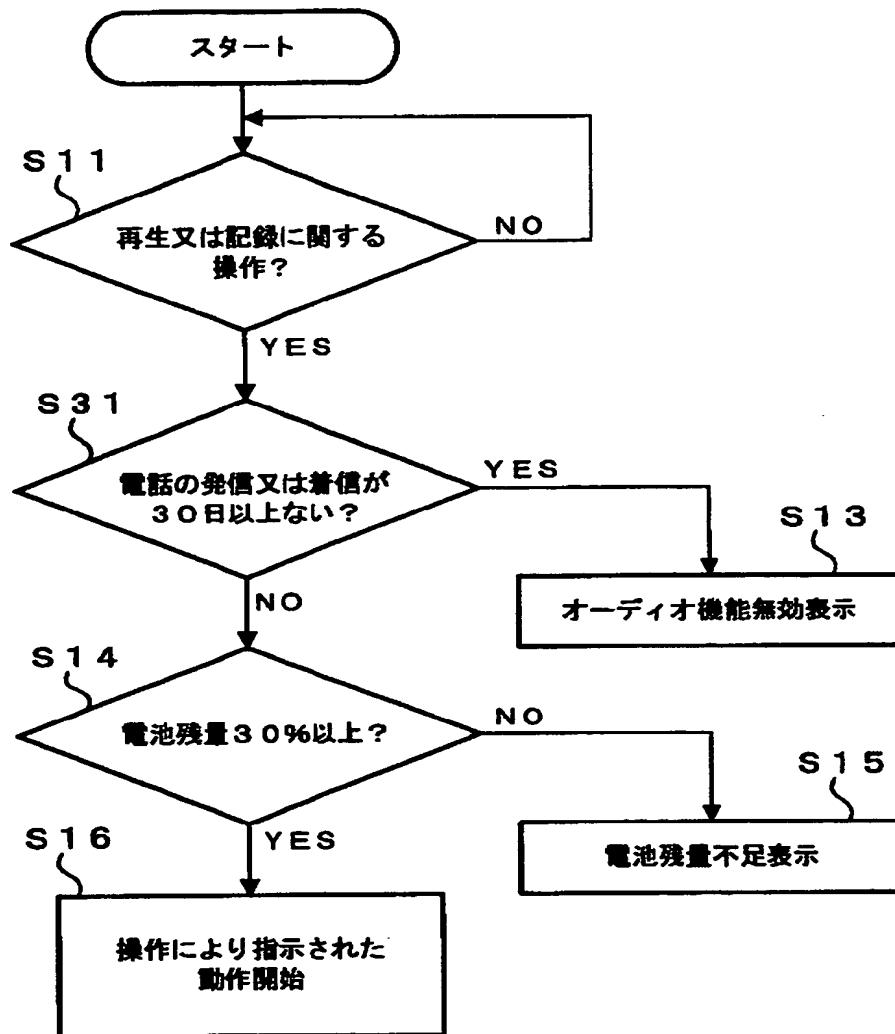 スタート
S11
再生又は記録に関する
操作?
NO
YES
S31
電話の発信又は着信が
30日以上ない?
YES
S13
オーディオ機能無効表示
NO
S14
電池残量30%以上?
NO
S15
電池残量不足表示
YES
S16
操作により指示された
動作開始